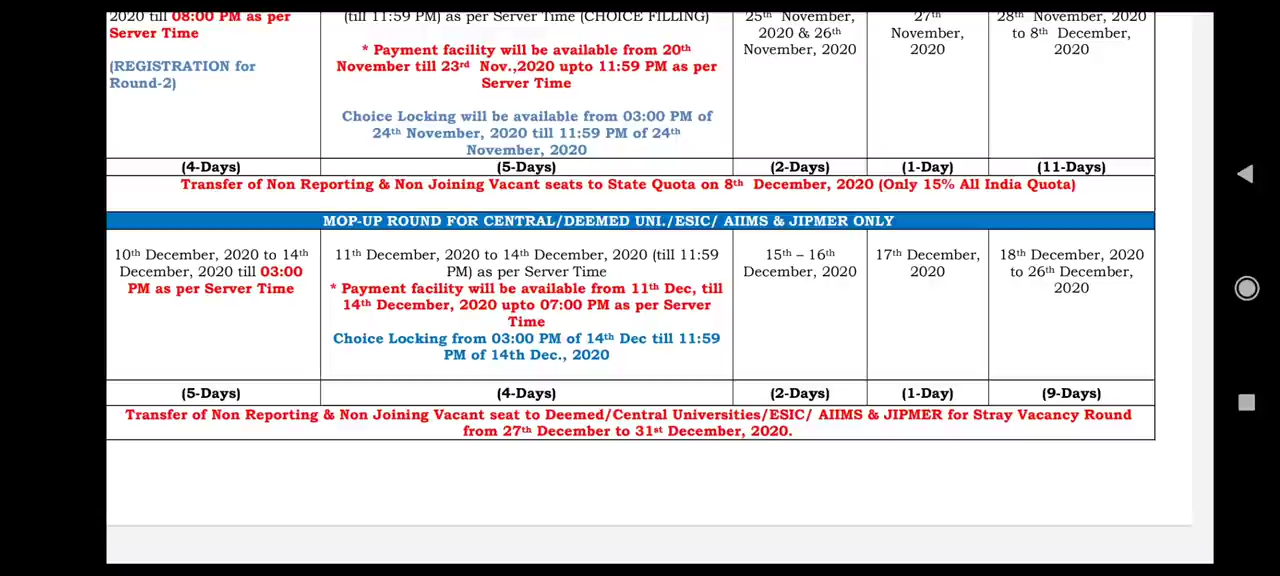 2020 till 08:00 PM as per
Server Time
(REGISTRATION for
Round-2)
(till 11:59 PM) as per Server Time (CHOICE FILLING)
* Payment facility will be available from 20th
November till 23rd Nov.,2020 upto 11:59 PM as per
Server Time
Choice Locking will be available from 03:00 PM of
24th November, 2020 till 11:59 PM of 24th
November, 2020
25th November,
2020 & 26th
November, 2020
27th
November,
2020
28th November, 2020
to 8th December,
2020
(4-Days) (5-Days) (2-Days) (1-Day) (11-Days)
Transfer of Non Reporting & Non Joining Vacant seats to State Quota on 8th December, 2020 (Only 15% All India Quota)
MOP-UP ROUND FOR CENTRAL/DEEMED UNI./ESIC/ AIIMS & JIPMER ONLY
10th December, 2020 to 14th
December, 2020 till 03:00
PM as per Server Time
11th December, 2020 to 14th December, 2020 (till 11:59
PM) as per Server Time
* Payment facility will be available from 11th Dec, till
14th December, 2020 upto 07:00 PM as per Server
Time
Choice Locking from 03:00 PM of 14th Dec till 11:59
PM of 14th Dec., 2020
15th – 16th
December, 2020
17th December,
2020
18th December, 2020
to 26th December,
2020
(5-Days) (4-Days) (2-Days) (1-Day) (9-Days)
Transfer of Non Reporting & Non Joining Vacant seat to Deemed/Central Universities/ESIC/ AIIMS & JIPMER for Stray Vacancy Round
from 27th December to 31st December, 2020.